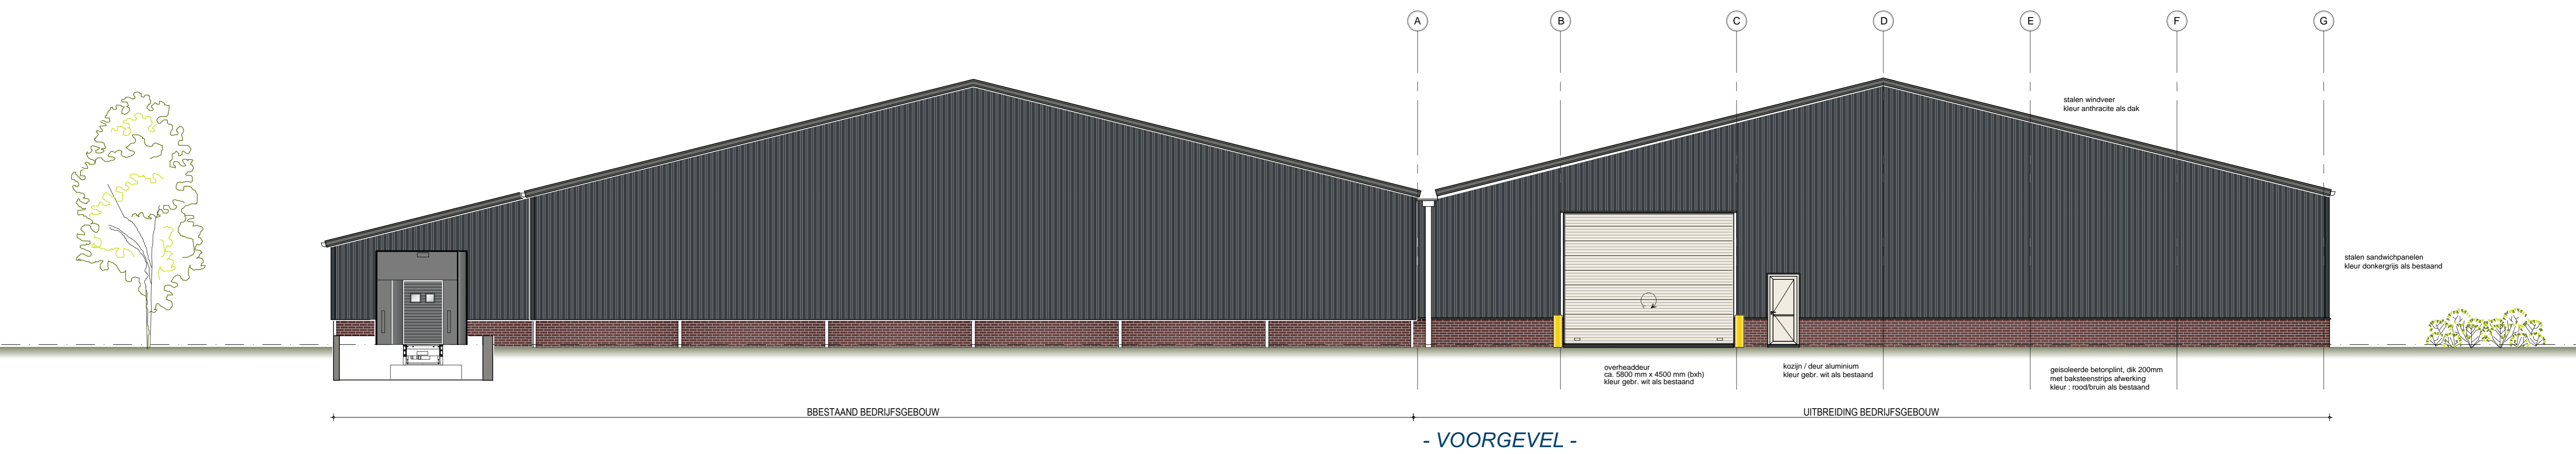 A B C D E F G
stalen windveer
kleur anthracite als dak
stalen sandwichpanelen
kleur donkergrijs als bestaand
overheaddeur
ca. 5800 mm x 4500 mm (bxh)
kleur gebr. wit als bestaand
kozijn / deur aluminium
kleur gebr. wit als bestaand
geisoleerde betonplint, dik 200mm
met baksteenstrips afwerking
kleur : rood/bruin als bestaand
BBESTAAND BEDRIJFSGEBOUW
UITBREIDING BEDRIJFSGEBOUW
- VOORGEVEL -